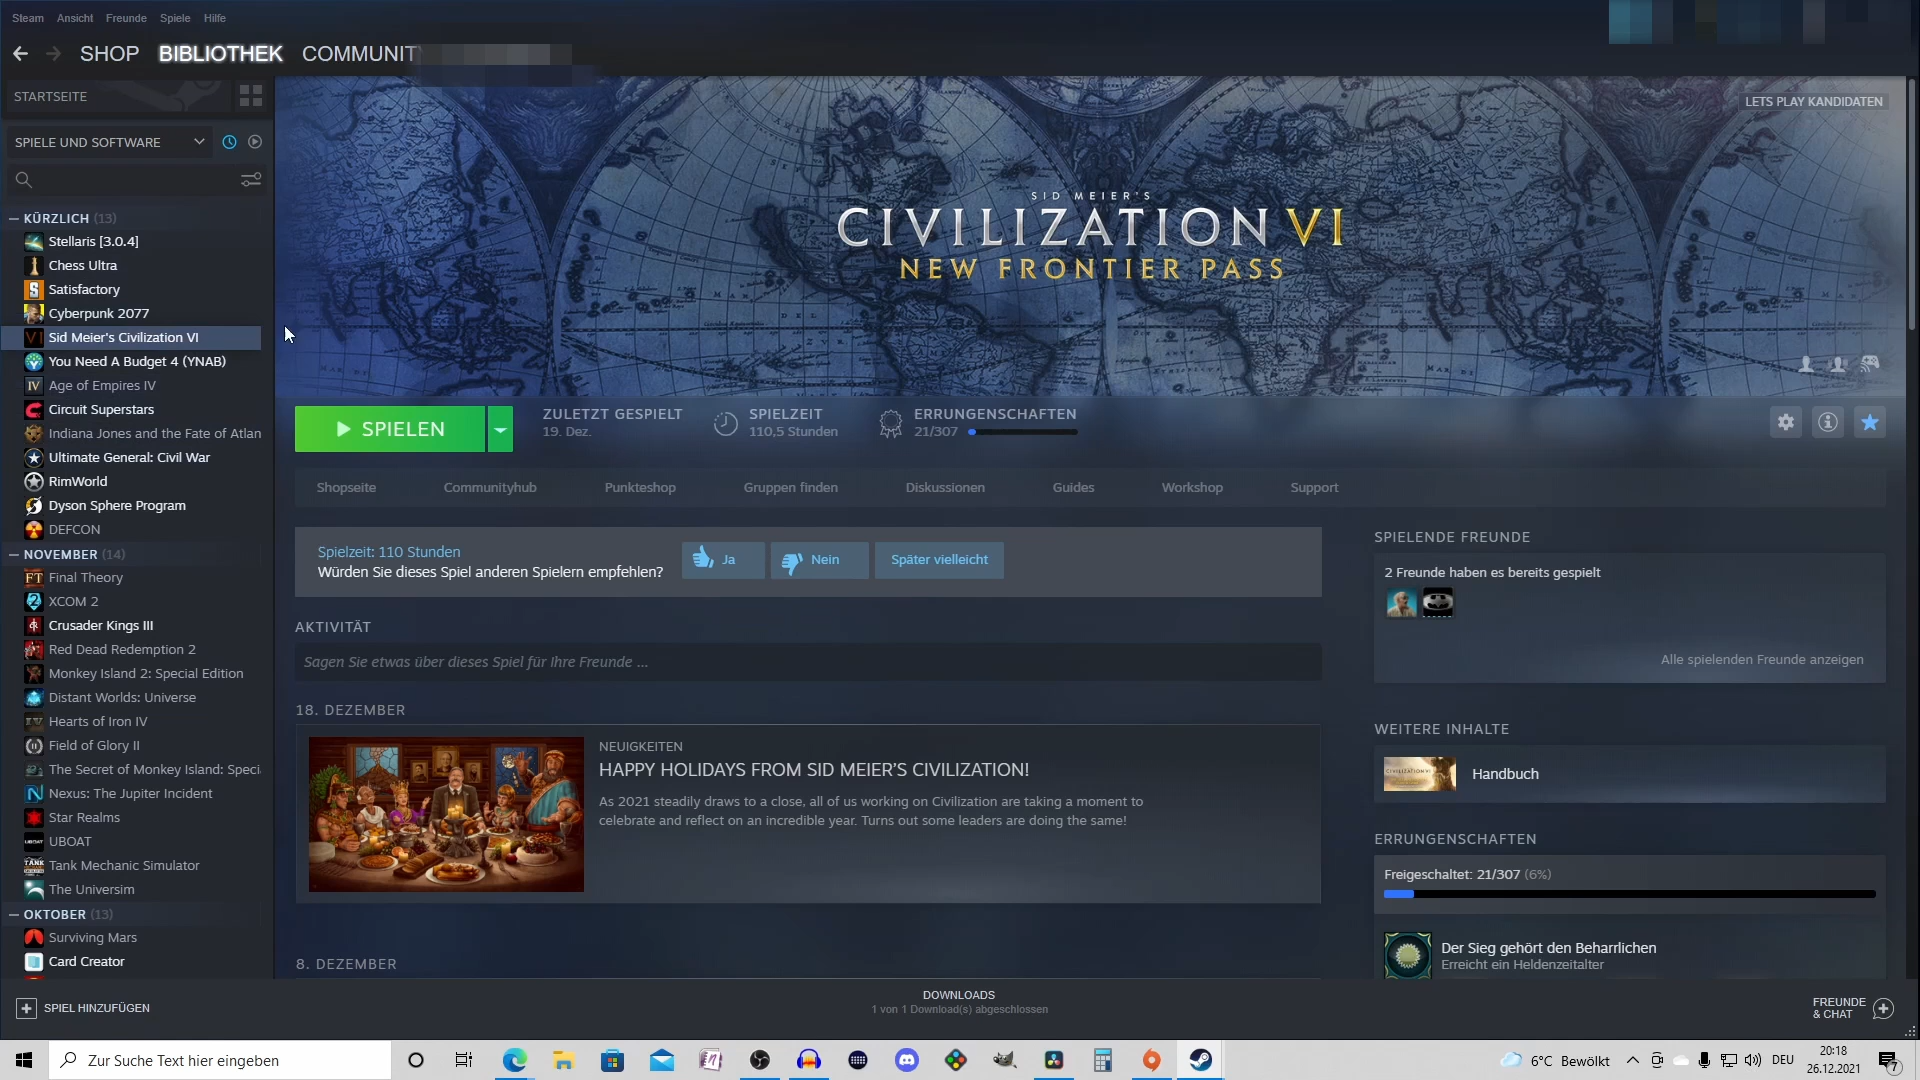 Steam Ansicht Freunde Spiele Hilfe
SHOP BIBLIOTHEK COMMUNITY
STARTSEITE
SPIELE UND SOFTWARE
KÜRZLICH (13)
Stellaris [3.0.4]
Chess Ultra
Satisfactory
Cyberpunk 2077
Sid Meier's Civilization VI
You Need A Budget 4 (YNAB)
Age of Empires IV
Circuit Superstars
Indiana Jones and the Fate of Atlan
Ultimate General: Civil War
RimWorld
Dyson Sphere Program
DEFCON
NOVEMBER (14)
Final Theory
XCOM 2
Crusader Kings III
Red Dead Redemption 2
Monkey Island 2: Special Edition
Distant Worlds: Universe
Hearts of Iron IV
Field of Glory II
The Secret of Monkey Island: Speci
Nexus: The Jupiter Incident
Star Realms
UBOAT
Tank Mechanic Simulator
The Universim
OKTOBER (13)
Surviving Mars
Card Creator
SPIEL HINZUFÜGEN
LETS PLAY KANDIDATEN
SID MEIER'S
CIVILIZATION VI
NEW FRONTIER PASS
SPIELEN
ZULETZT GESPIELT
19. Dez.
SPIELZEIT
110,5 Stunden
ERRUNGENSCHAFTEN
21/307
Shopseite Communityhub Punkteshop Gruppen finden Diskussionen Guides Workshop Support
Spielzeit: 110 Stunden
Würden Sie dieses Spiel anderen Spielern empfehlen?
Ja Nein Später vielleicht
AKTIVITÄT
Sagen Sie etwas über dieses Spiel für Ihre Freunde ...
18. DEZEMBER
NEUIGKEITEN
HAPPY HOLIDAYS FROM SID MEIER'S CIVILIZATION!
As 2021 steadily draws to a close, all of us working on Civilization are taking a moment to
celebrate and reflect on an incredible year. Turns out some leaders are doing the same!
8. DEZEMBER
SPIELENDE FREUNDE
2 Freunde haben es bereits gespielt
Alle spielenden Freunde anzeigen
WEITERE INHALTE
Handbuch
ERRUNGENSCHAFTEN
Freigeschaltet: 21/307 (6%)
Der Sieg gehört den Beharrlichen
Erreicht ein Heldenzeitalter
DOWNLOADS
1 von 1 Download(s) abgeschlossen
FREUNDE
& CHAT
Zur Suche Text hier eingeben
6°C Bewölkt
DEU
20:18
26.12.2021
7